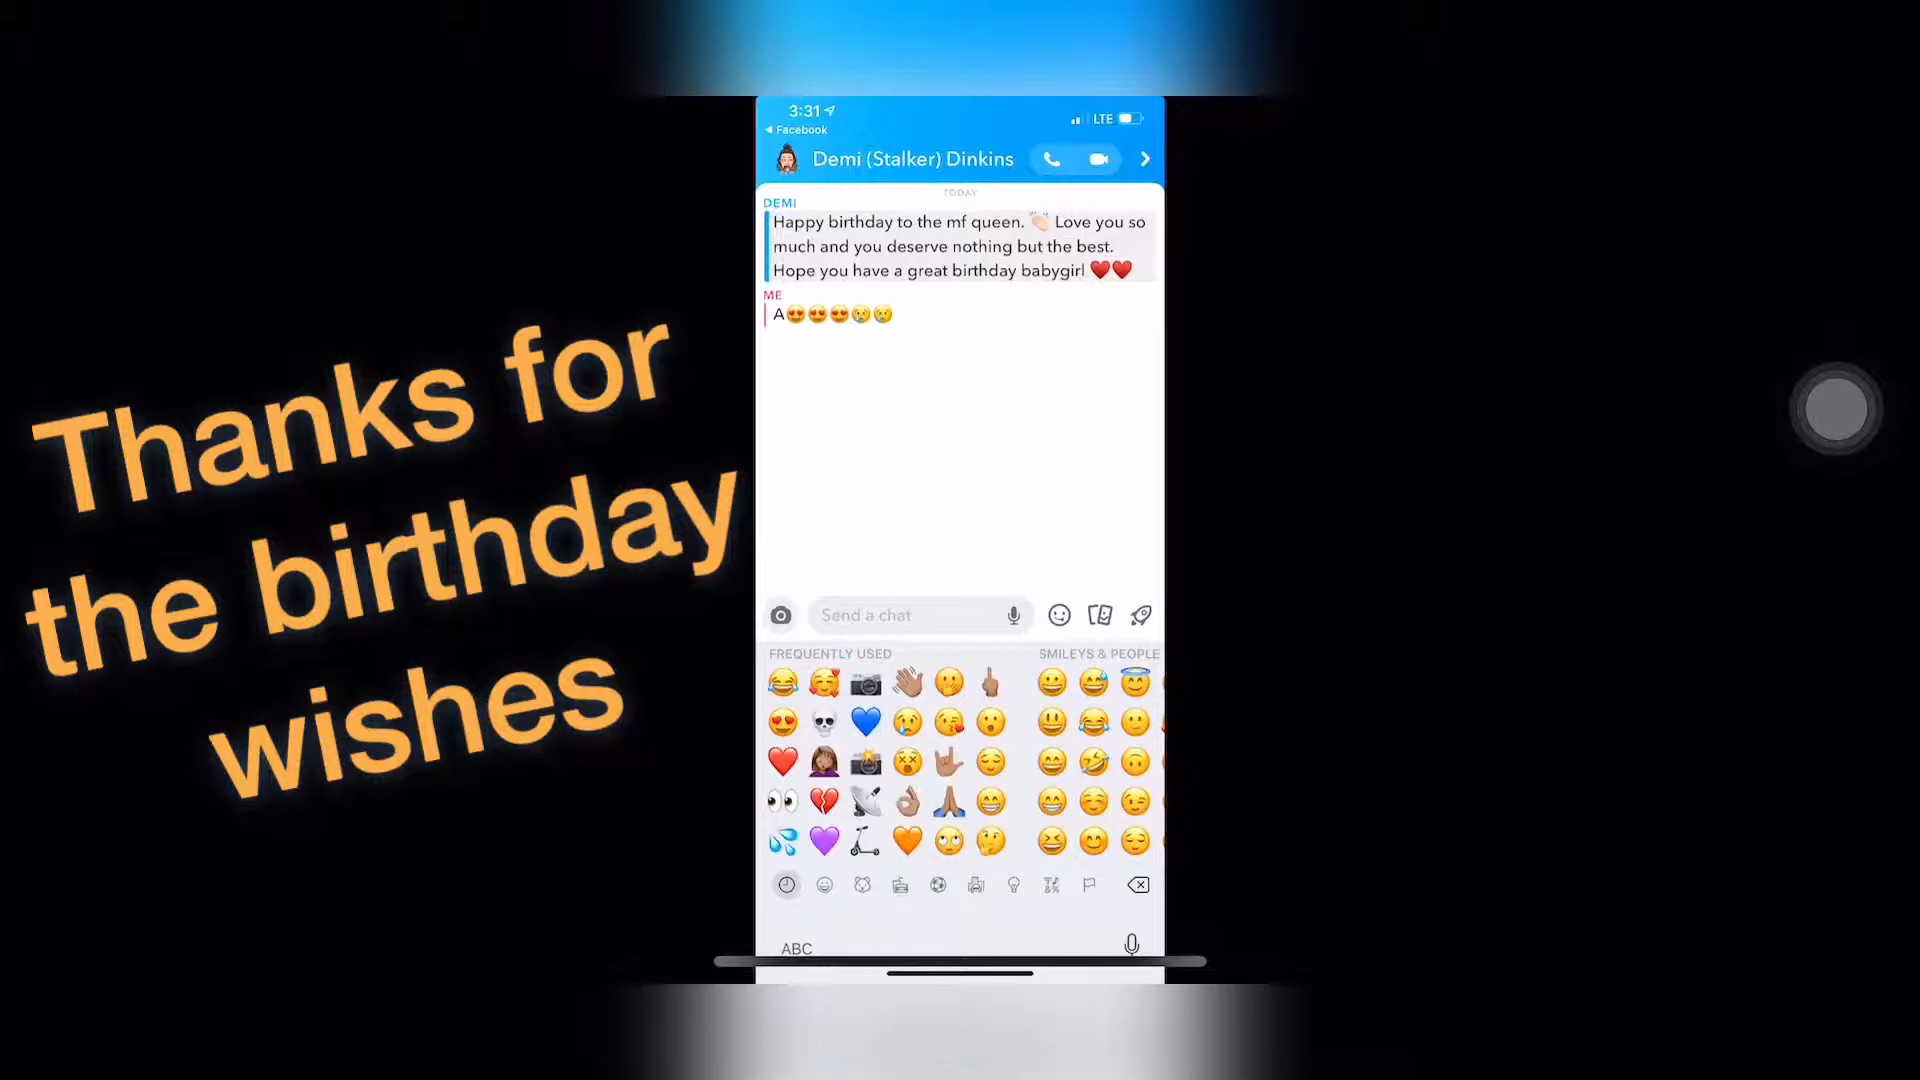 Thanks for
the birthday
wishes
3:31
LTE
Facebook
Demi (Stalker) Dinkins
TODAY
DEMI
Happy birthday to the mf queen. 👏🏻 Love you so
much and you deserve nothing but the best.
Hope you have a great birthday babygirl ❤️❤️
ME
A😍😍😍😢😢
Send a chat
FREQUENTLY USED
SMILEYS & PEOPLE
ABC